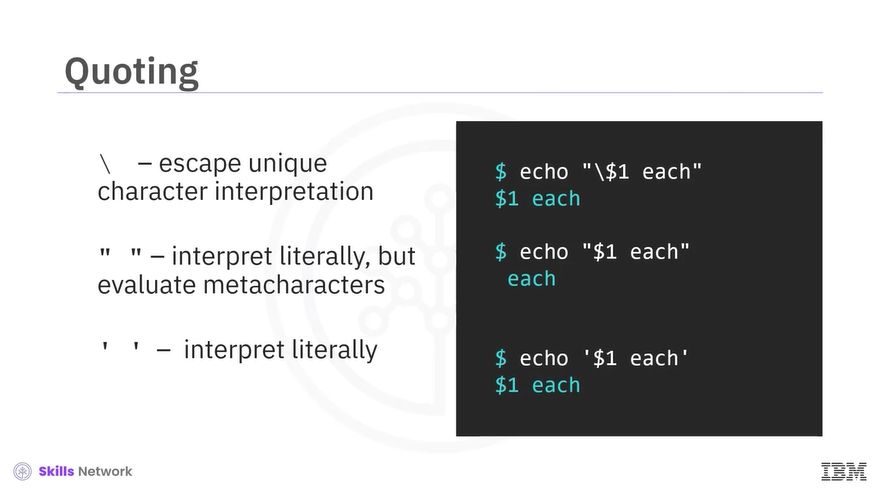 Quoting
\ – escape unique
character interpretation
" " – interpret literally, but
evaluate metacharacters
' ' – interpret literally
$ echo "\$1 each"
$1 each
$ echo "$1 each"
each
$ echo '$1 each'
$1 each
Skills Network
IBM